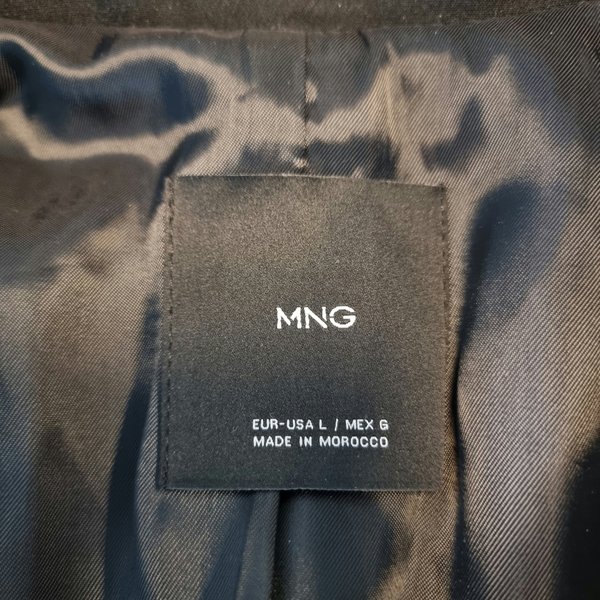 MNG
EUR-USA L / MEX G
MADE IN MOROCCO